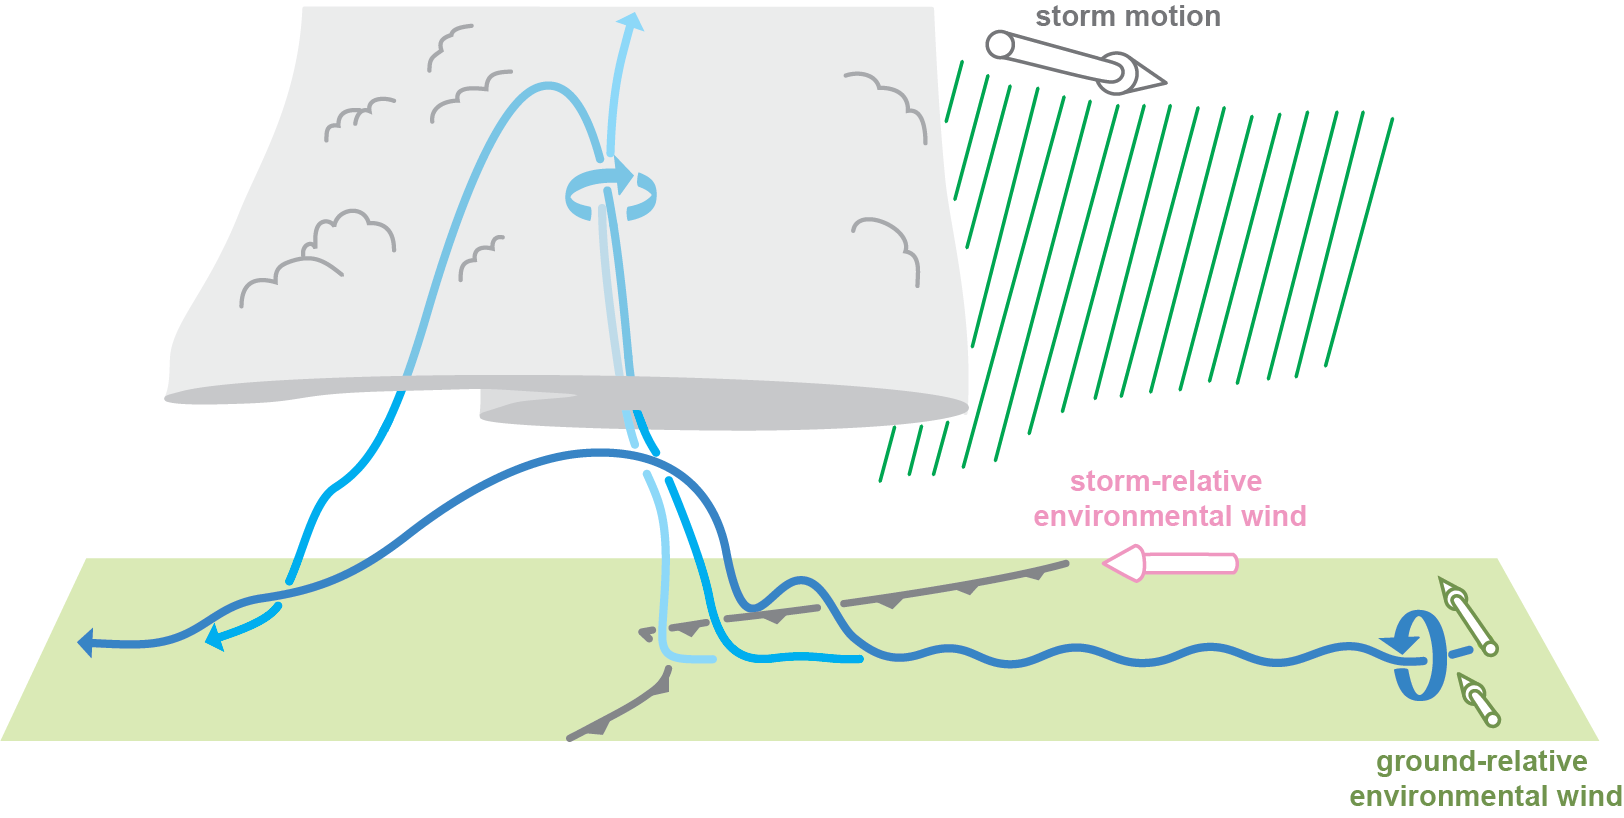 storm motion
storm-relative
environmental wind
ground-relative
environmental wind